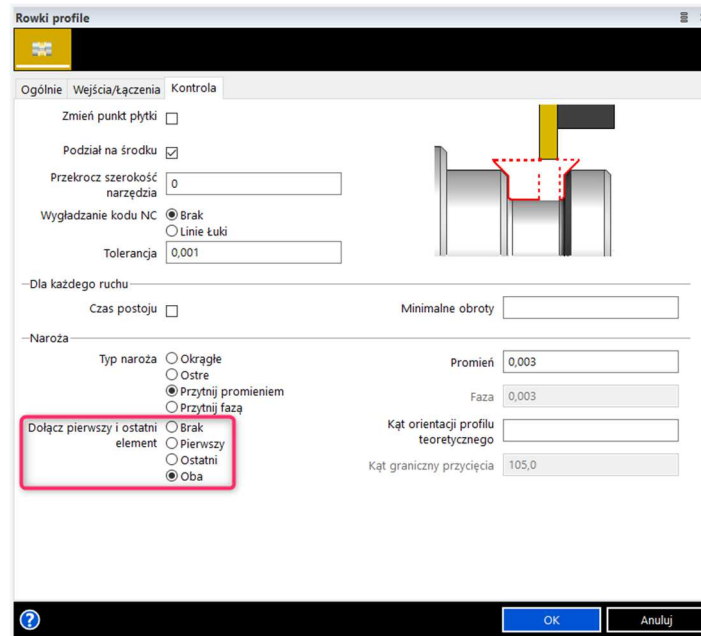 Rowki profile
Ogólnie Wejścia/Łączenia Kontrola
Zmień punkt płytki
Podział na środku
Przekrocz szerokość
narzędzia
0
Wygładzanie kodu NC
Brak
Linie Łuki
Tolerancja 0,001
Dla każdego ruchu
Czas postoju
Minimalne obroty
Naroża
Typ naroża
Okrągłe
Ostre
Przytnij promieniem
Przytnij fazą
Promień 0,003
Faza 0,003
Dołącz pierwszy i ostatni
element
Brak
Pierwszy
Ostatni
Oba
Kąt orientacji profilu
teoretycznego
Kąt graniczny przycięcia 105,0
?
OK Anuluj